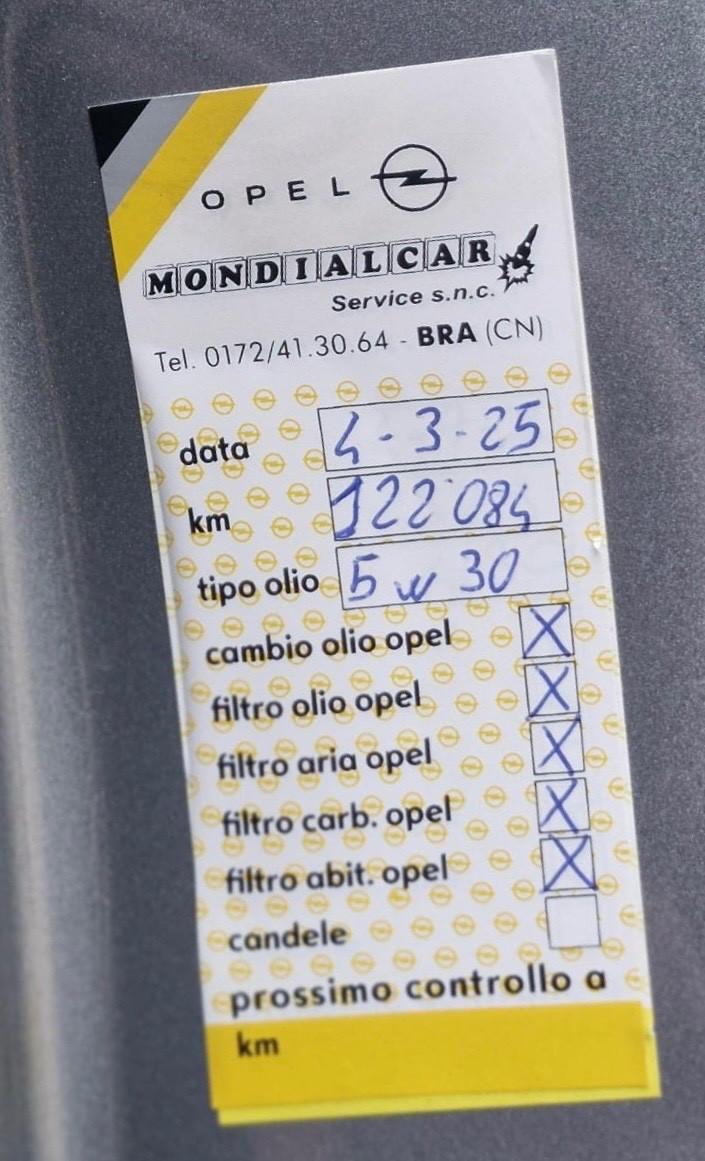 OPEL
MONDIALCAR
Service s.n.c.
Tel. 0172/41.30.64 - BRA (CN)
data 4-3-25
km 122'084
tipo olio 5w30
cambio olio opel X
filtro olio opel X
filtro aria opel X
filtro carb. opel X
filtro abit. opel X
candele
prossimo controllo a
km